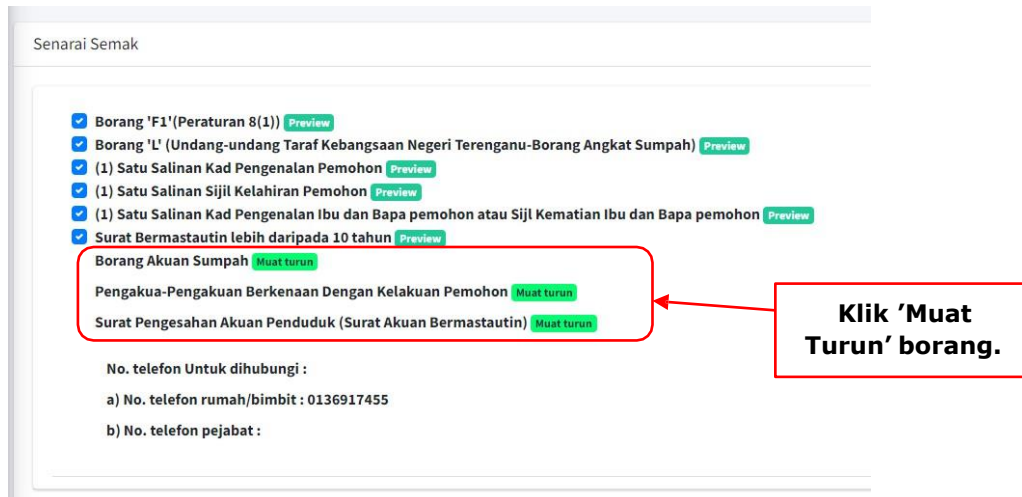 Senarai Semak
Borang 'F1'(Peraturan 8(1)) Preview
Borang 'L' (Undang-undang Taraf Kebangsaan Negeri Terenganu-Borang Angkat Sumpah) Preview
(1) Satu Salinan Kad Pengenalan Pemohon Preview
(1) Satu Salinan Sijil Kelahiran Pemohon Preview
(1) Satu Salinan Kad Pengenalan Ibu dan Bapa pemohon atau Sijl Kematian Ibu dan Bapa pemohon Preview
Surat Bermastautin lebih daripada 10 tahun Preview
Borang Akuan Sumpah Muat turun
Pengakua-Pengakuan Berkenaan Dengan Kelakuan Pemohon Muat turun
Surat Pengesahan Akuan Penduduk (Surat Akuan Bermastautin) Muat turun
Klik ’Muat
Turun’ borang.
No. telefon Untuk dihubungi :
a) No. telefon rumah/bimbit : 0136917455
b) No. telefon pejabat :